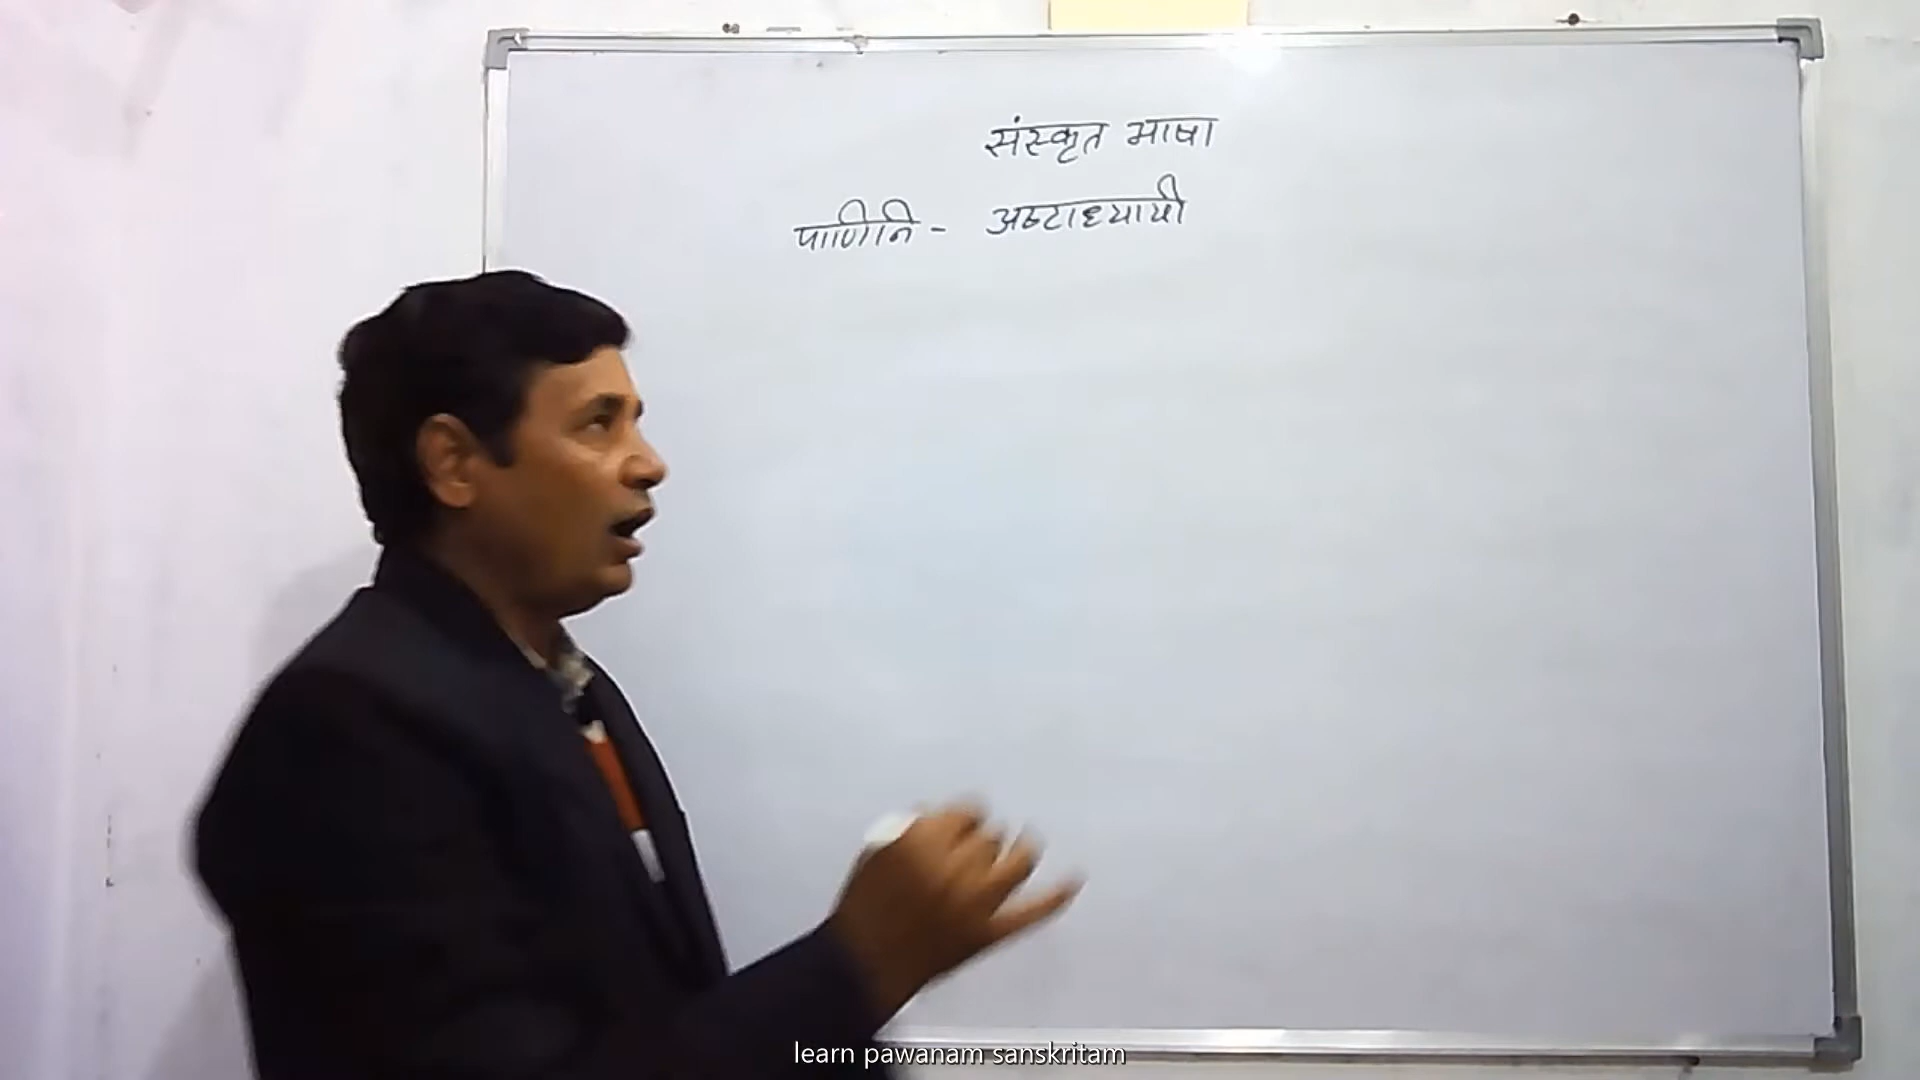 संस्कृत भाषा
पाणिनि - अष्टाध्यायी
learn pawanam sanskritam